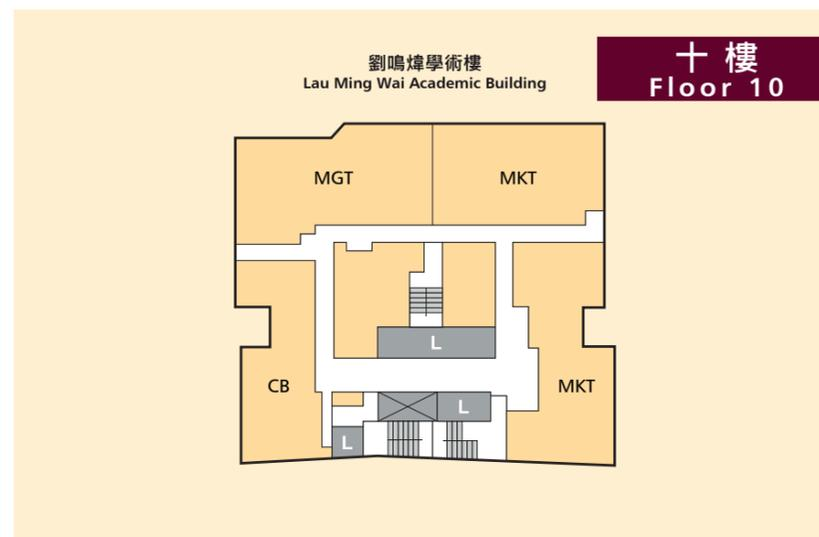 十樓
Floor 10
劉鳴煒學術樓
Lau Ming Wai Academic Building
MGT
MKT
L
CB
MKT
L
L